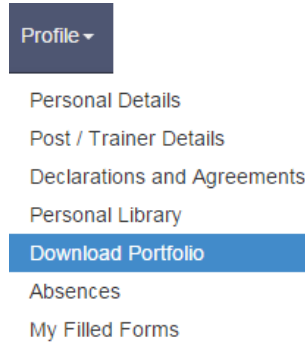 Profile
Personal Details
Post / Trainer Details
Declarations and Agreements
Personal Library
Download Portfolio
Absences
My Filled Forms